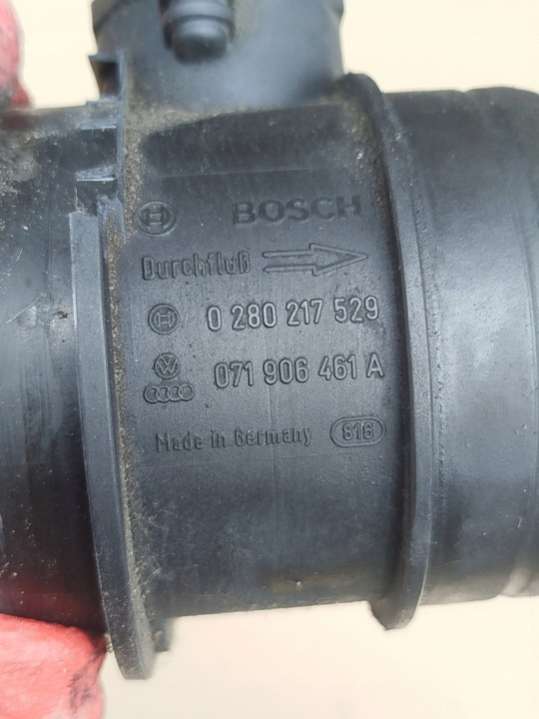 BOSCH
Durchfluß
0 280 217 529
071 906 461 A
Made in Germany 816